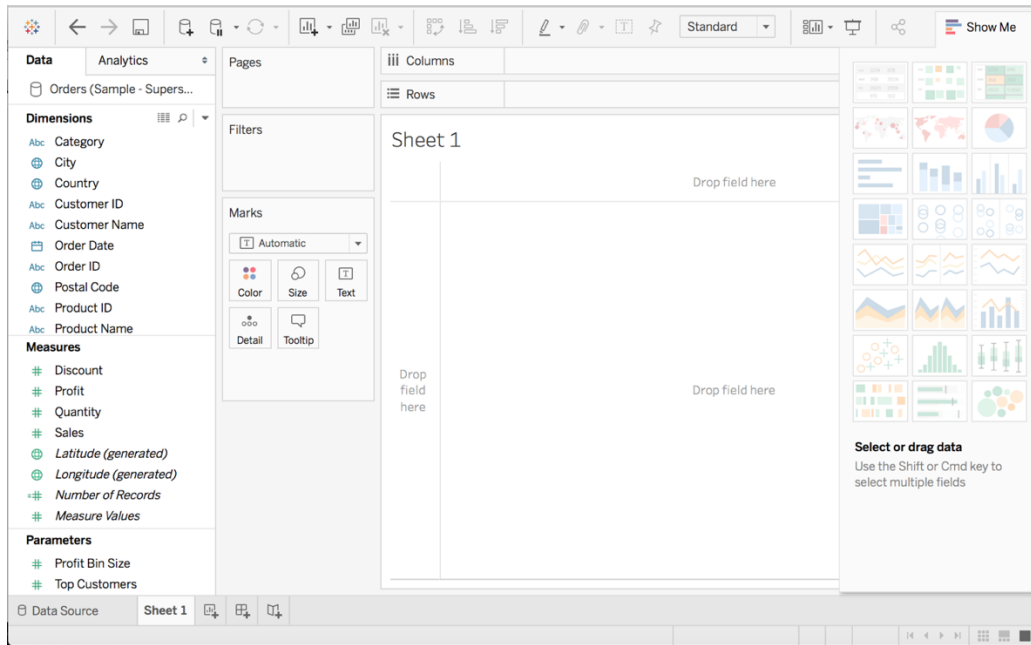 Standard
Show Me
Data
Analytics
Orders (Sample - Supers...
Dimensions
Abc Category
City
Country
Abc Customer ID
Abc Customer Name
Order Date
Abc Order ID
Postal Code
Abc Product ID
Abc Product Name
Measures
# Discount
# Profit
# Quantity
# Sales
Latitude (generated)
Longitude (generated)
=# Number of Records
# Measure Values
Parameters
# Profit Bin Size
# Top Customers
Pages
Filters
Marks
T Automatic
Color
Size
T
Text
Detail
Tooltip
Columns
Rows
Sheet 1
Drop field here
Drop
field
here
Drop field here
Select or drag data
Use the Shift or Cmd key to
select multiple fields
Data Source
Sheet 1